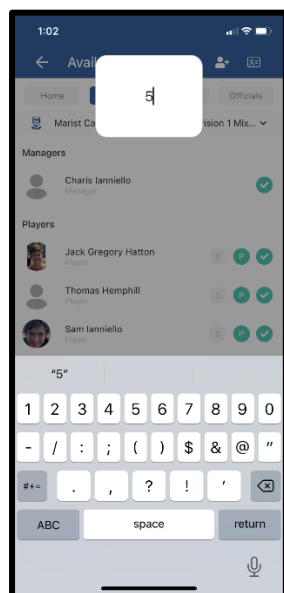 1:02
Avail
5
Home
Officials
Marist Ca
vision 1 Mix...
Managers
Charis Ianniello
Manager
Players
Jack Gregory Hatton
Player
S P
Thomas Hemphill
Player
S P
Sam Ianniello
Player
S P
"5"
1 2 3 4 5 6 7 8 9 0
- / : ; ( ) $ & @ "
#+= . , ? ! '
ABC space return